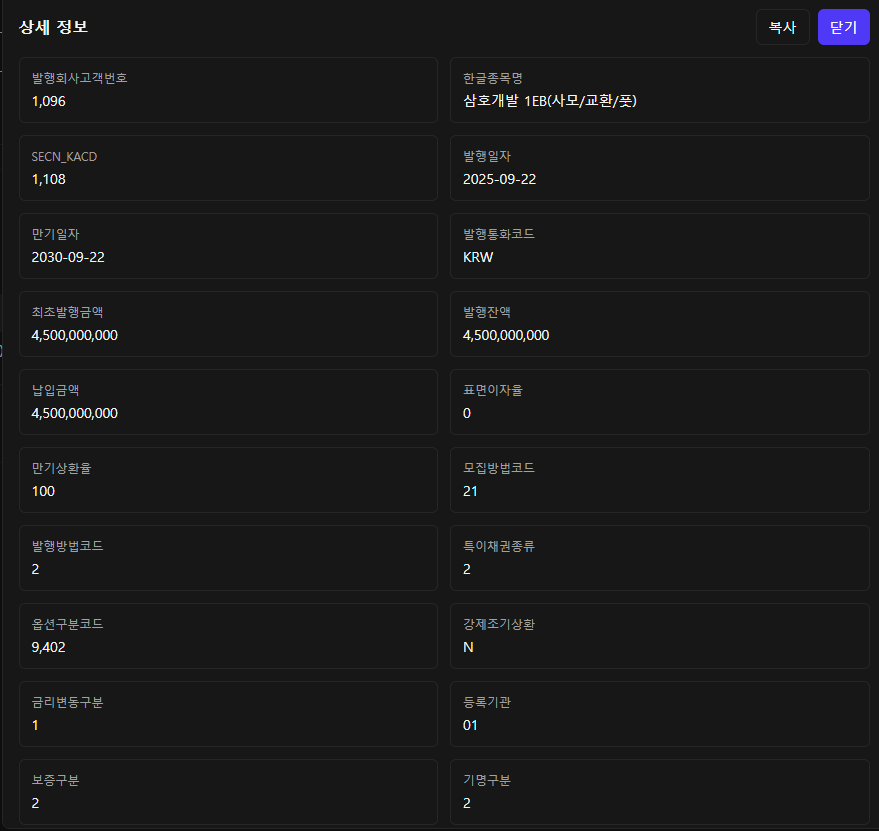 상세 정보
복사
닫기
발행회사고객번호
1,096
한글종목명
삼호개발 1EB(사모/교환/풋)
SECN_KACD
1,108
발행일자
2025-09-22
만기일자
2030-09-22
발행통화코드
KRW
최초발행금액
4,500,000,000
발행잔액
4,500,000,000
납입금액
4,500,000,000
표면이자율
0
만기상환율
100
모집방법코드
21
발행방법코드
2
특이채권종류
2
옵션구분코드
9,402
강제조기상환
N
금리변동구분
1
등록기관
01
보증구분
2
기명구분
2